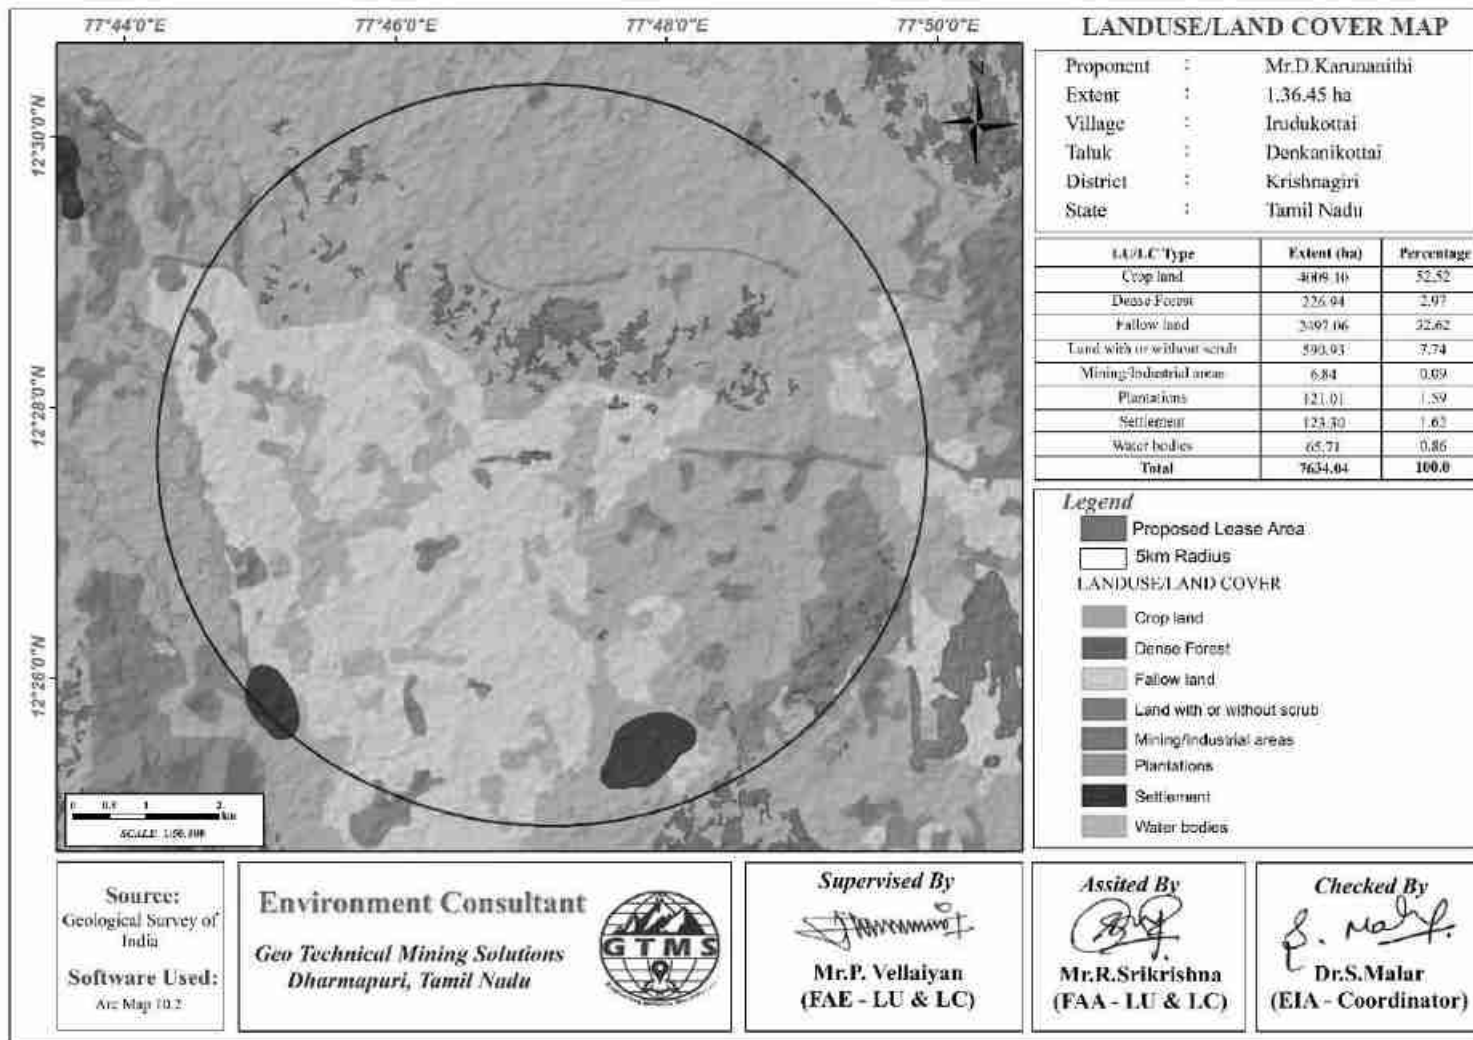 77°44'0"E 77°46'0"E 77°48'0"E 77°50'0"E
12°30'0"N
12°28'0"N
12°26'0"N
N
0 0.5 1 2
km
SCALE 1:50,000
LANDUSE/LAND COVER MAP
Proponent : Mr.D.Karunanithi
Extent : 1.36.45 ha
Village : Irudukottai
Taluk : Denkanikottai
District : Krishnagiri
State : Tamil Nadu
LU/LC Type Extent (ha) Percentage
Crop land 4009.10 52.52
Dense Forest 226.94 2.97
Fallow land 2497.06 32.62
Land with or without scrub 590.93 7.74
Mining/Industrial areas 6.84 0.09
Plantations 121.01 1.59
Settlement 123.30 1.62
Water bodies 65.71 0.86
Total 7634.04 100.0
Legend
Proposed Lease Area
5km Radius
LANDUSE/LAND COVER
Crop land
Dense Forest
Fallow land
Land with or without scrub
Mining/Industrial areas
Plantations
Settlement
Water bodies
Source:
Geological Survey of
India
Software Used:
Arc Map 10.2
Environment Consultant
Geo Technical Mining Solutions
Dharmapuri, Tamil Nadu
GTMS
Supervised By
Mr.P. Vellaiyan
(FAE - LU & LC)
Assited By
Mr.R.Srikrishna
(FAA - LU & LC)
Checked By
S. Malar
Dr.S.Malar
(EIA - Coordinator)